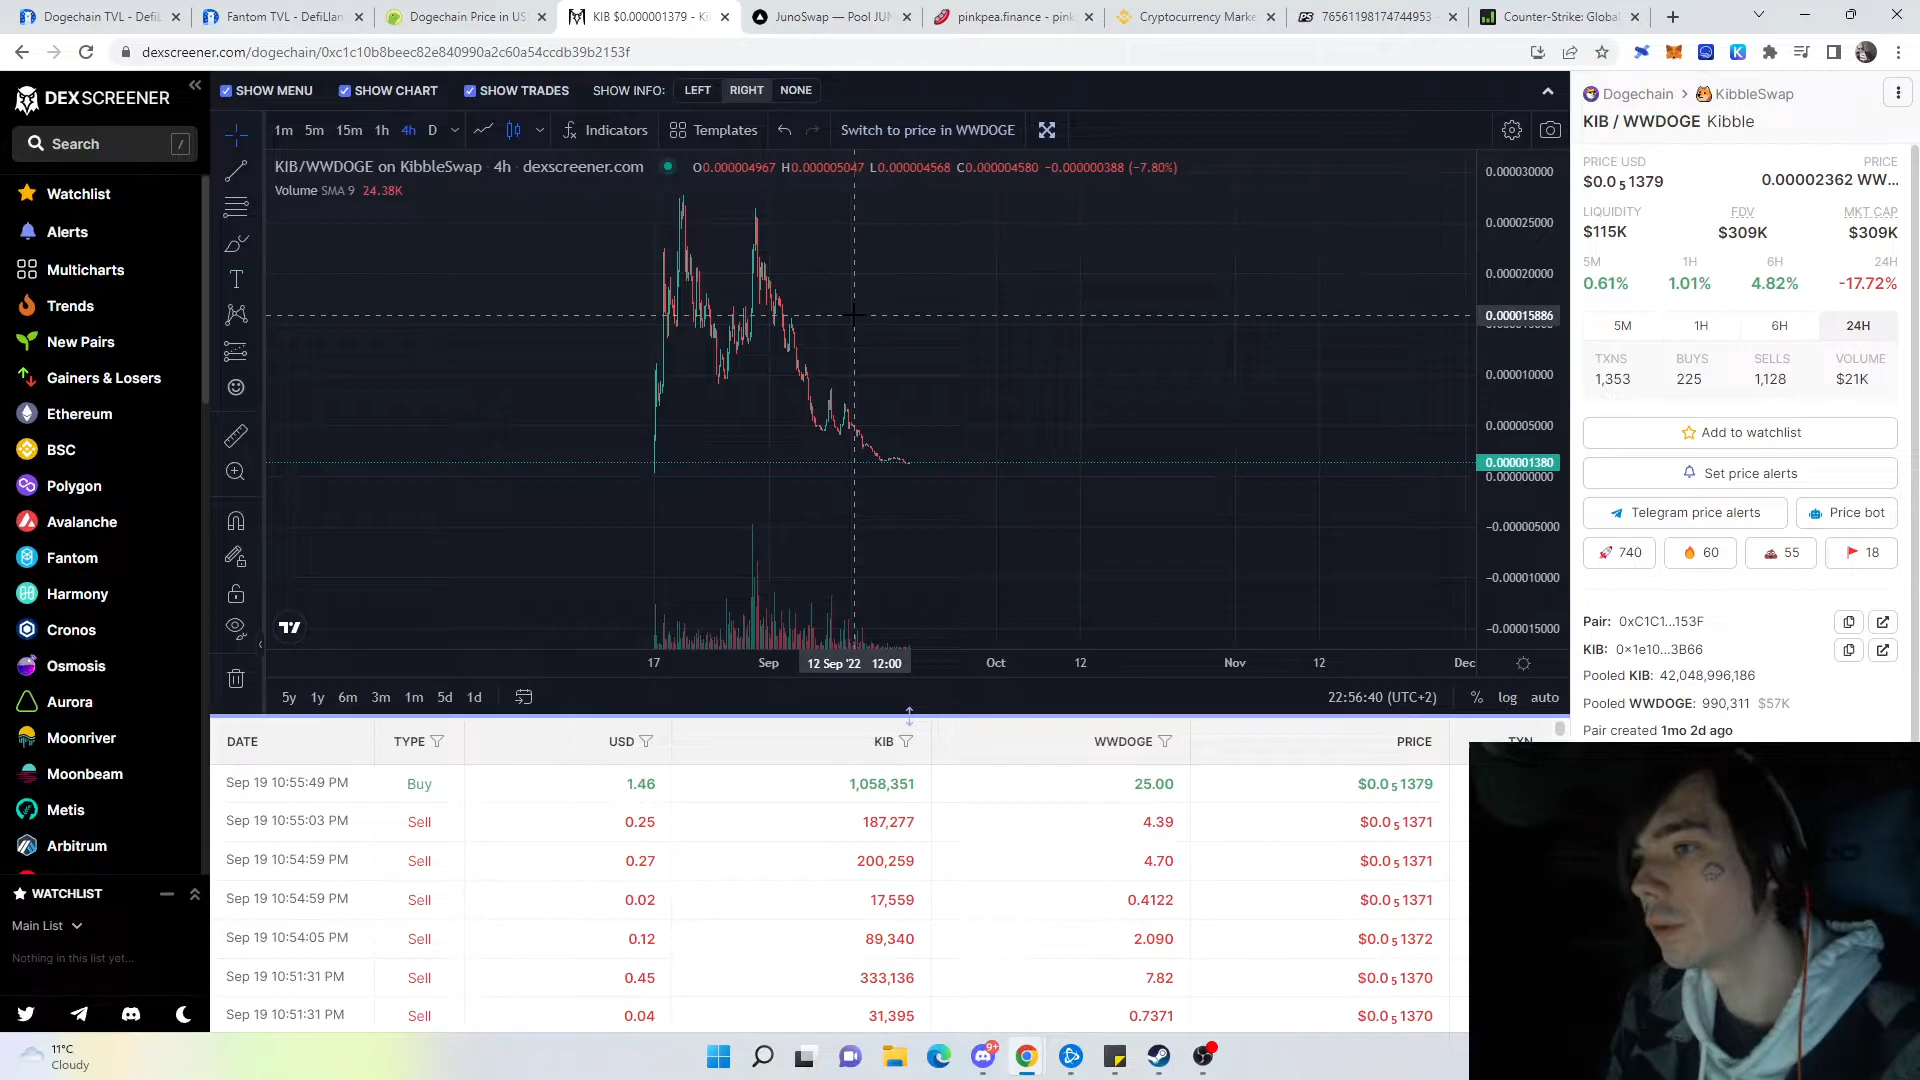 Dogechain TVL - DefiL
Fantom TVL - DefiLlan
Dogechain Price in US
KIB $0.000001379 - Ki
JunoSwap — Pool JUN
pinkpea.finance - pink
Cryptocurrency Marke
76561198174744953 -
Counter-Strike: Global
dexscreener.com/dogechain/0xc1c10b8beec82e840990a2c60a54ccdb39b2153f
DEX SCREENER
SHOW MENU SHOW CHART SHOW TRADES SHOW INFO: LEFT RIGHT NONE
Search /
1m 5m 15m 1h 4h D Indicators Templates Switch to price in WWDOGE
KIB/WWDOGE on KibbleSwap · 4h · dexscreener.com O0.000004967 H0.000005047 L0.000004568 C0.000004580 −0.000000388 (−7.80%)
Volume SMA 9 24.38K
Watchlist
Alerts
Multicharts
Trends
New Pairs
Gainers & Losers
Ethereum
BSC
Polygon
Avalanche
Fantom
Harmony
Cronos
Osmosis
Aurora
Moonriver
Moonbeam
Metis
Arbitrum
WATCHLIST
Main List
Nothing in this list yet...
0.000030000
0.000025000
0.000020000
0.000015886
0.000010000
0.000005000
0.000001380
0.000000000
−0.000005000
−0.000010000
−0.000015000
17 Sep 12 Sep '22 12:00 Oct 12 Nov 12 Dec
5y 1y 6m 3m 1m 5d 1d 22:56:40 (UTC+2) % log auto
DATE TYPE USD KIB WWDOGE PRICE TXN
Sep 19 10:55:49 PM Buy 1.46 1,058,351 25.00 $0.0₅1379
Sep 19 10:55:03 PM Sell 0.25 187,277 4.39 $0.0₅1371
Sep 19 10:54:59 PM Sell 0.27 200,259 4.70 $0.0₅1371
Sep 19 10:54:59 PM Sell 0.02 17,559 0.4122 $0.0₅1371
Sep 19 10:54:05 PM Sell 0.12 89,340 2.090 $0.0₅1372
Sep 19 10:51:31 PM Sell 0.45 333,136 7.82 $0.0₅1370
Sep 19 10:51:31 PM Sell 0.04 31,395 0.7371 $0.0₅1370
Dogechain > KibbleSwap
KIB / WWDOGE Kibble
PRICE USD PRICE
$0.0₅1379 0.00002362 WW...
LIQUIDITY FDV MKT CAP
$115K $309K $309K
5M 1H 6H 24H
0.61% 1.01% 4.82% -17.72%
5M 1H 6H 24H
TXNS BUYS SELLS VOLUME
1,353 225 1,128 $21K
Add to watchlist
Set price alerts
Telegram price alerts Price bot
740 60 55 18
Pair: 0xC1C1...153F
KIB: 0x1e10...3B66
Pooled KIB: 42,048,996,186
Pooled WWDOGE: 990,311 $57K
Pair created 1mo 2d ago
11°C
Cloudy
9+